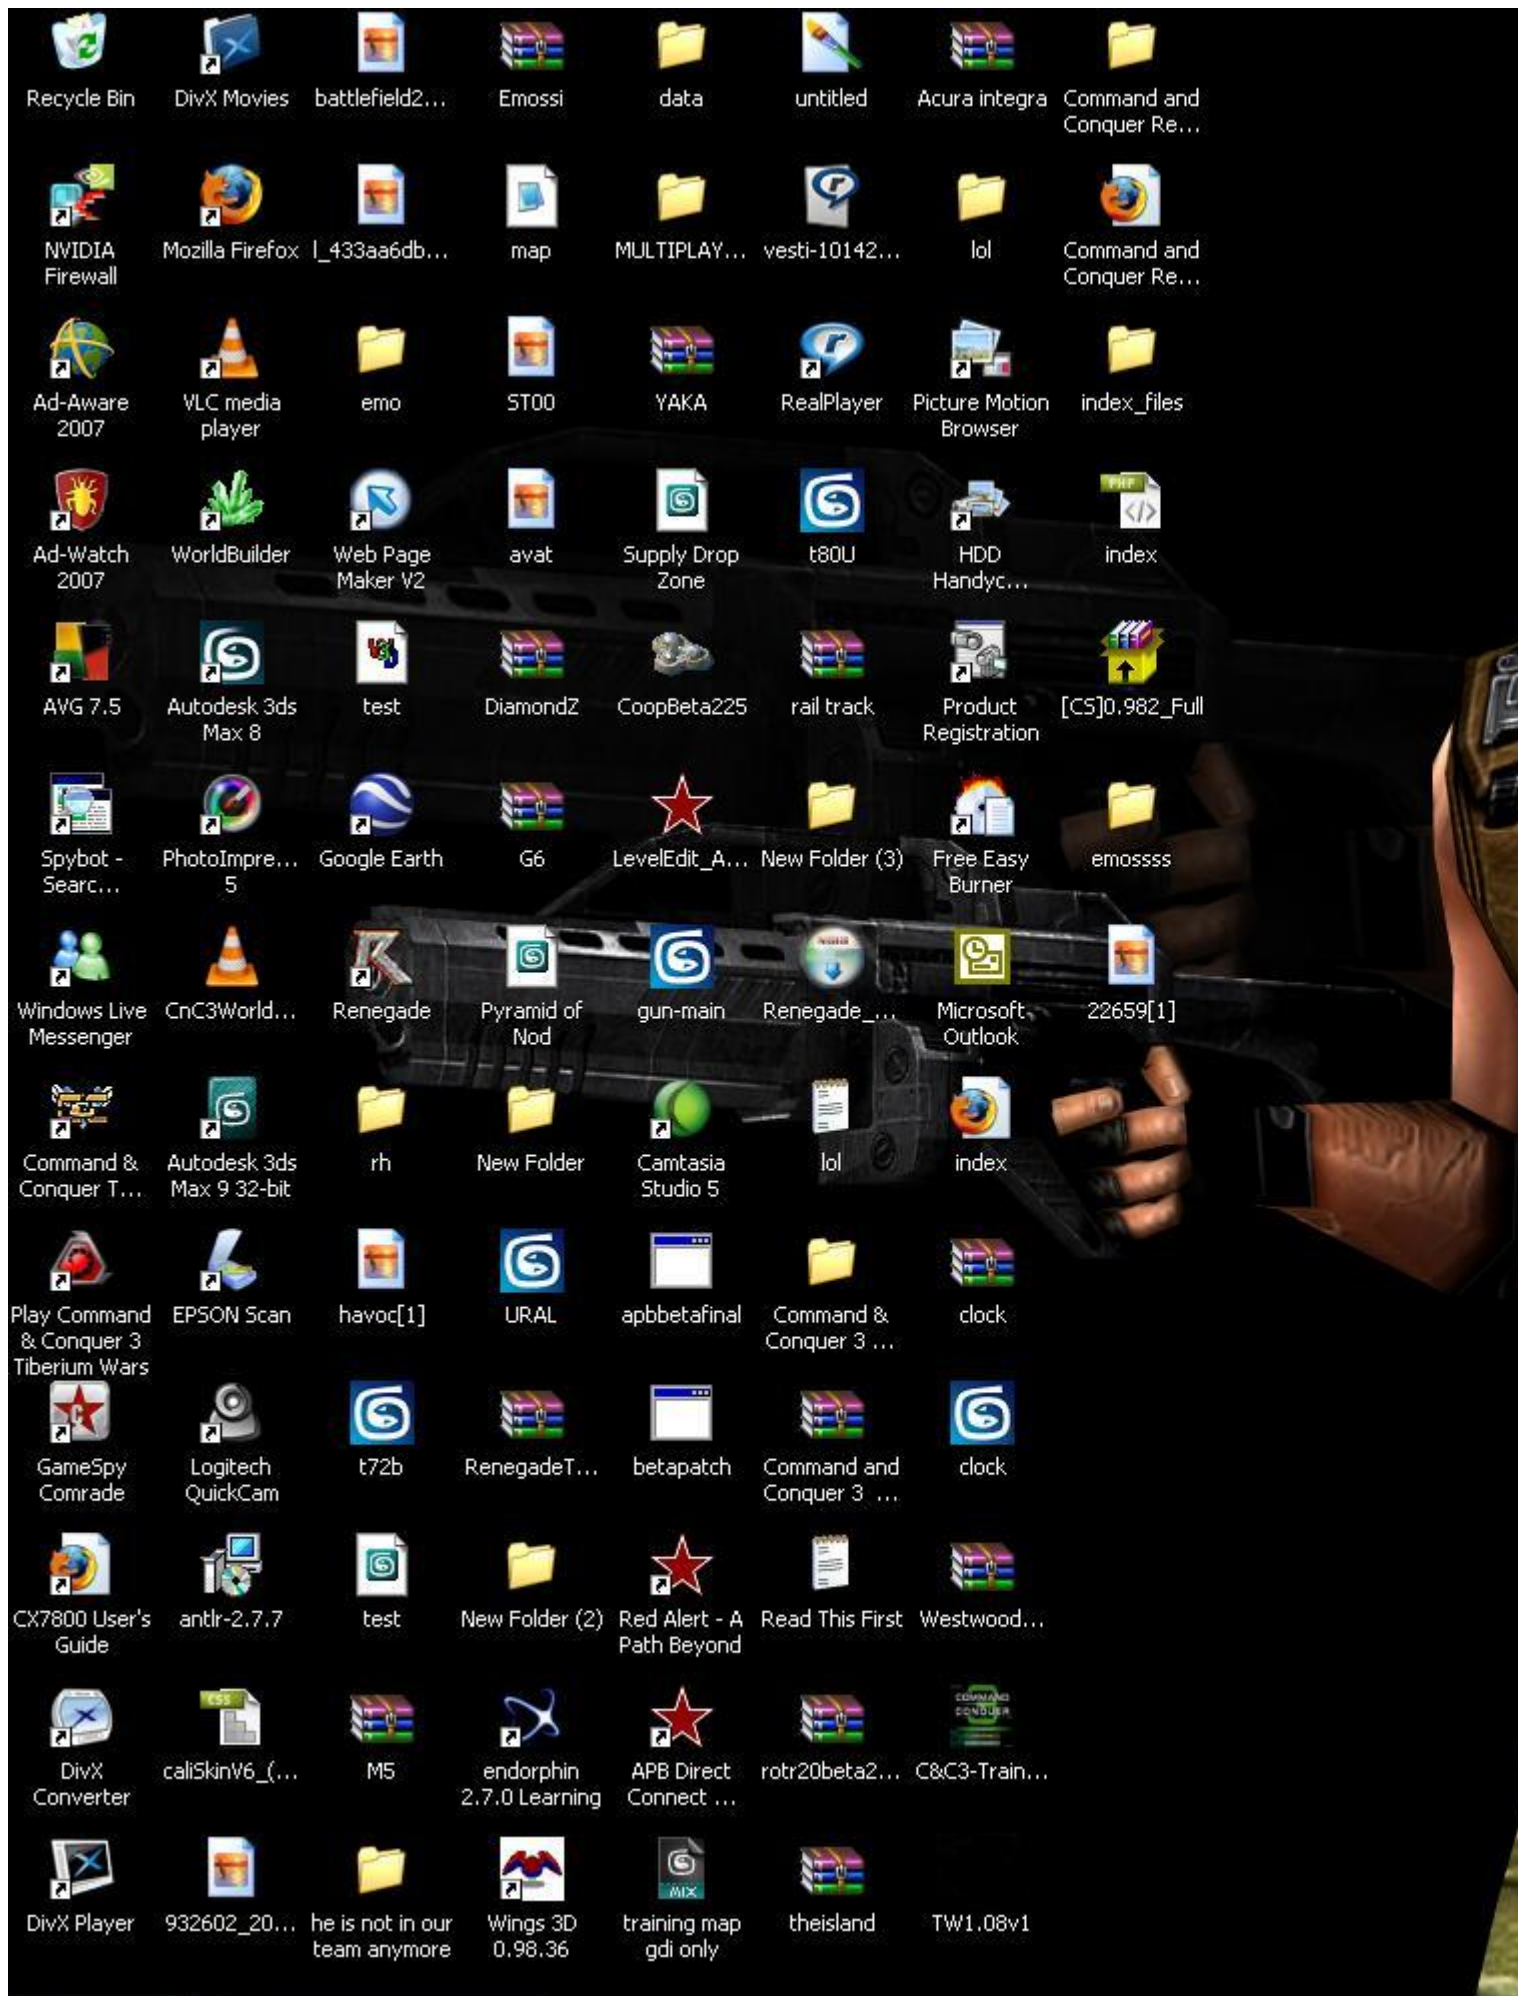 Recycle Bin
DivX Movies
battlefield2...
Emossi
data
untitled
Acura integra
Command and
Conquer Re...
NVIDIA
Firewall
Mozilla Firefox
l_433aa6db...
map
MULTIPLAY...
vesti-10142...
lol
Command and
Conquer Re...
Ad-Aware
2007
VLC media
player
emo
ST00
YAKA
RealPlayer
Picture Motion
Browser
index_files
Ad-Watch
2007
WorldBuilder
Web Page
Maker V2
avat
Supply Drop
Zone
t80U
HDD
Handyc...
PHP
index
AVG 7.5
Autodesk 3ds
Max 8
test
DiamondZ
CoopBeta225
rail track
Product
Registration
[CS]0.982_Full
Spybot -
Searc...
PhotoImpre...
5
Google Earth
G6
LevelEdit_A...
New Folder (3)
Free Easy
Burner
emossss
Windows Live
Messenger
CnC3World...
Renegade
Pyramid of
Nod
gun-main
Renegade_...
Microsoft
Outlook
22659[1]
Command &
Conquer T...
Autodesk 3ds
Max 9 32-bit
rh
New Folder
Camtasia
Studio 5
lol
index
Play Command
& Conquer 3
Tiberium Wars
EPSON Scan
havoc[1]
URAL
apbbetafinal
Command &
Conquer 3 ...
clock
GameSpy
Comrade
Logitech
QuickCam
t72b
RenegadeT...
betapatch
Command and
Conquer 3 ...
clock
CX7800 User's
Guide
antlr-2.7.7
test
New Folder (2)
Red Alert - A
Path Beyond
Read This First
Westwood...
DivX
Converter
CSS
caliSkinV6_(...
M5
endorphin
2.7.0 Learning
APB Direct
Connect ...
rotr20beta2...
COMMAND
CONQUER
3
C&C3-Train...
DivX Player
932602_20...
he is not in our
team anymore
Wings 3D
0.98.36
MIX
training map
gdi only
theisland
TW1.08v1